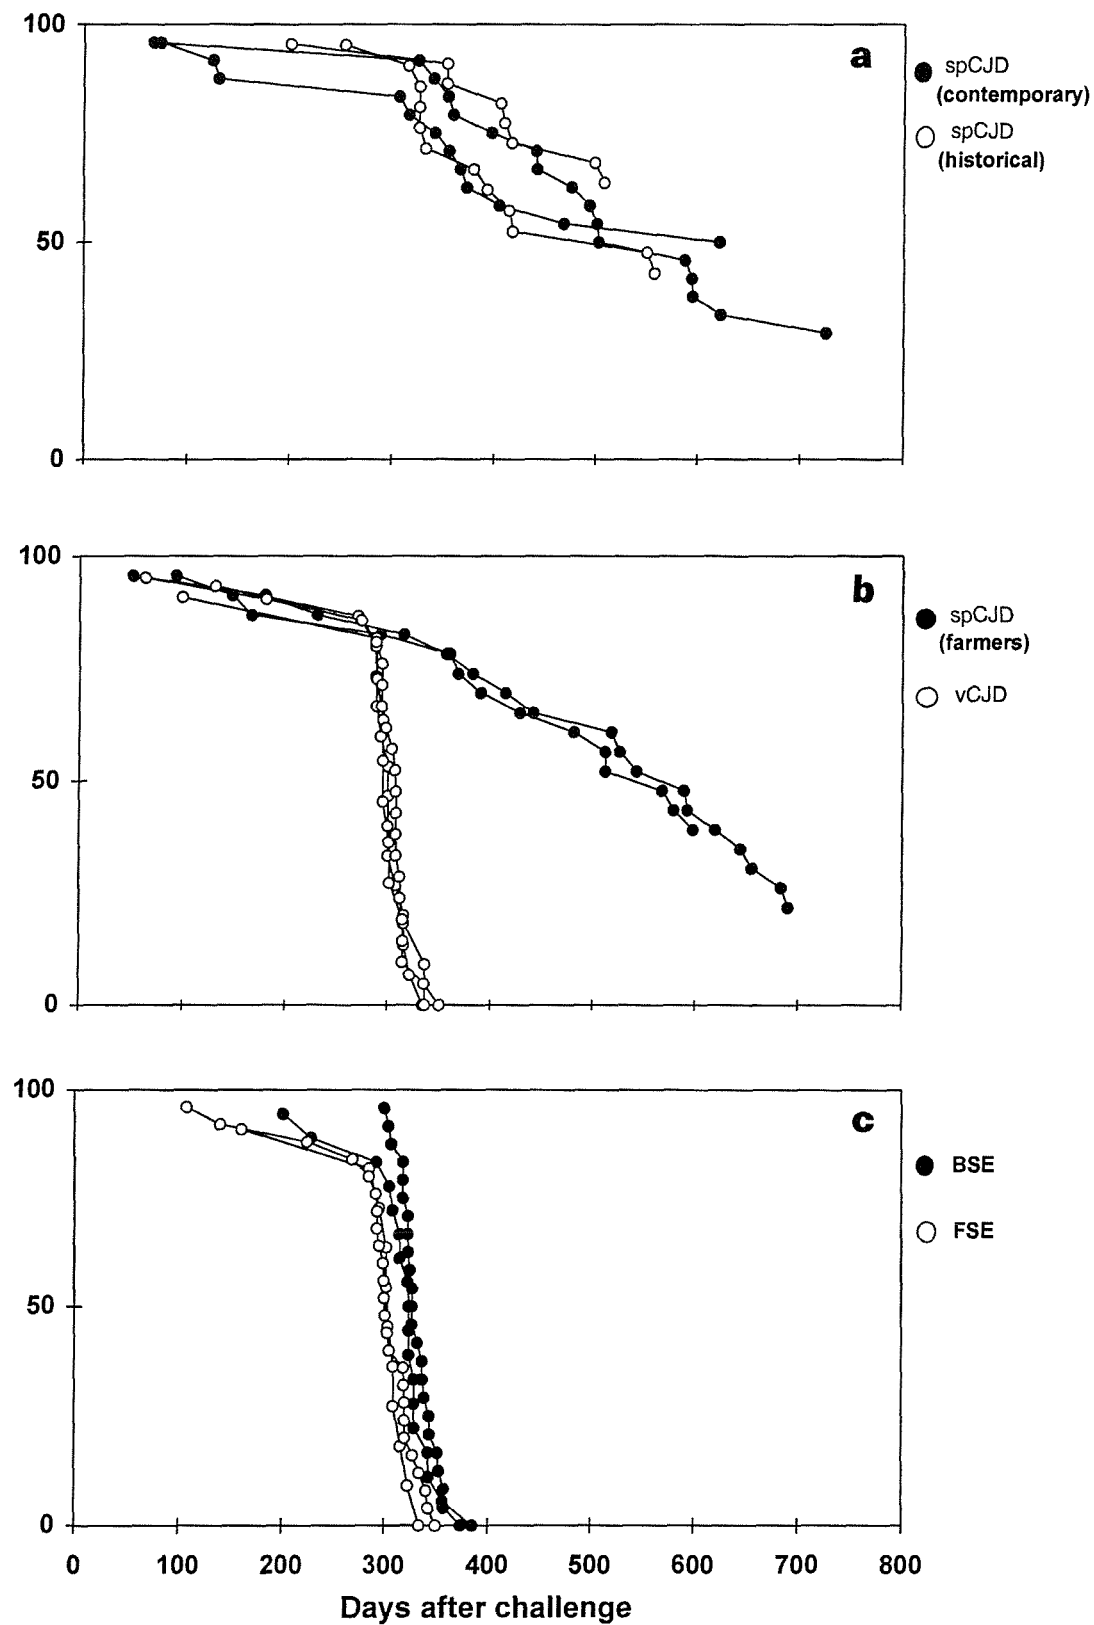 100
50
0
a
spCJD
(contemporary)
spCJD
(historical)
100
50
0
b
spCJD
(farmers)
vCJD
100
50
0
c
BSE
FSE
0 100 200 300 400 500 600 700 800
Days after challenge